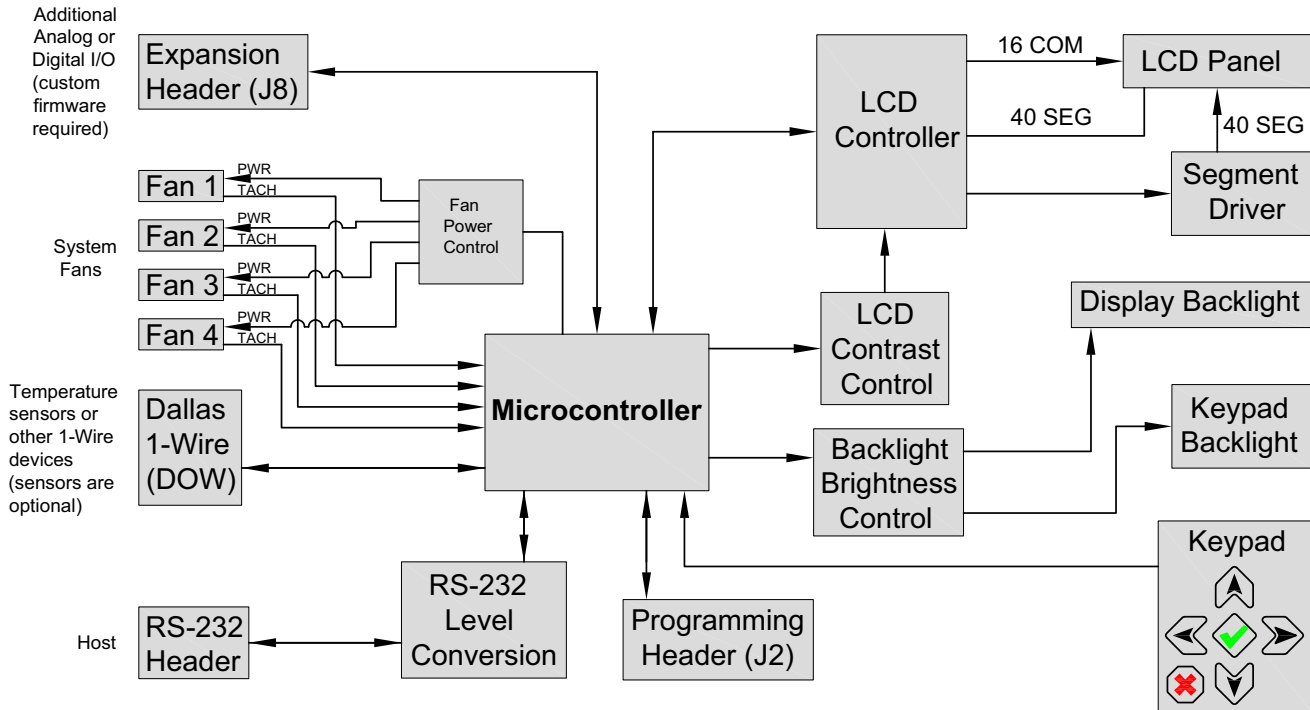 Additional
Analog or
Digital I/O
(custom
firmware
required)
Expansion
Header (J8)
16 COM
LCD Panel
LCD
Controller
40 SEG
40 SEG
Segment
Driver
System
Fans
Fan 1
PWR
TACH
Fan 2
PWR
TACH
Fan 3
PWR
TACH
Fan 4
PWR
TACH
Fan
Power
Control
LCD
Contrast
Control
Display Backlight
Temperature
sensors or
other 1-Wire
devices
(sensors are
optional)
Dallas
1-Wire
(DOW)
Microcontroller
Backlight
Brightness
Control
Keypad
Backlight
Keypad
Host
RS-232
Header
RS-232
Level
Conversion
Programming
Header (J2)